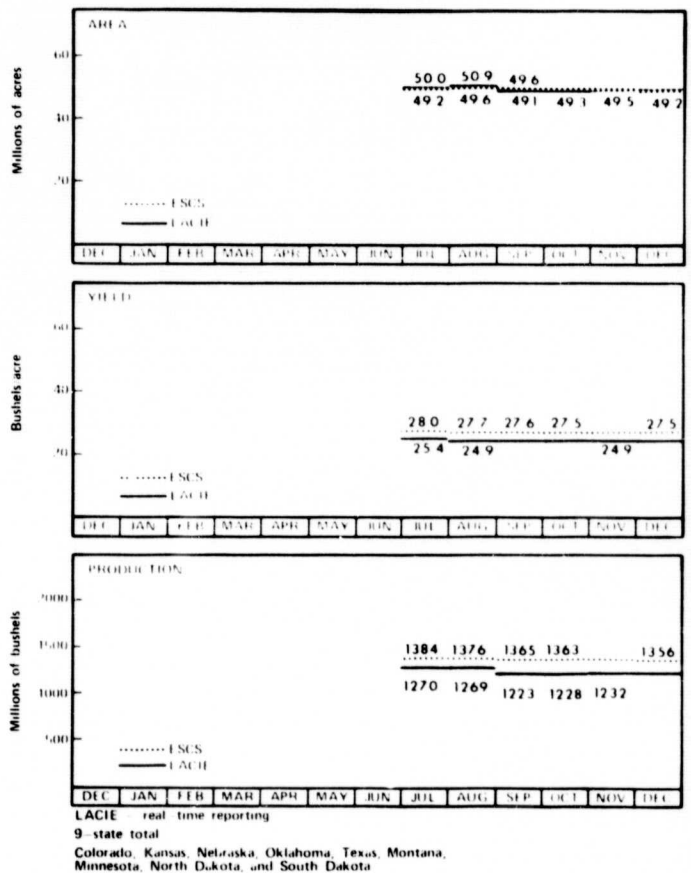 AREA
Millions of acres
60
40
20
50.0 50.9 49.6
49.2 49.6 49.1 49.3 49.5 49.2
ESCS
LACIE
DEC JAN FEB MAR APR MAY JUN JUL AUG SEP OCT NOV DEC
YIELD
Bushels acre
60
40
20
28.0 27.7 27.6 27.5 27.5
25.4 24.9 24.9
ESCS
LACIE
DEC JAN FEB MAR APR MAY JUN JUL AUG SEP OCT NOV DEC
PRODUCTION
Millions of bushels
2000
1500
1000
500
1384 1376 1365 1363 1356
1270 1269 1223 1228 1232
ESCS
LACIE
DEC JAN FEB MAR APR MAY JUN JUL AUG SEP OCT NOV DEC
LACIE - real-time reporting
9-state total
Colorado, Kansas, Nebraska, Oklahoma, Texas, Montana,
Minnesota, North Dakota, and South Dakota